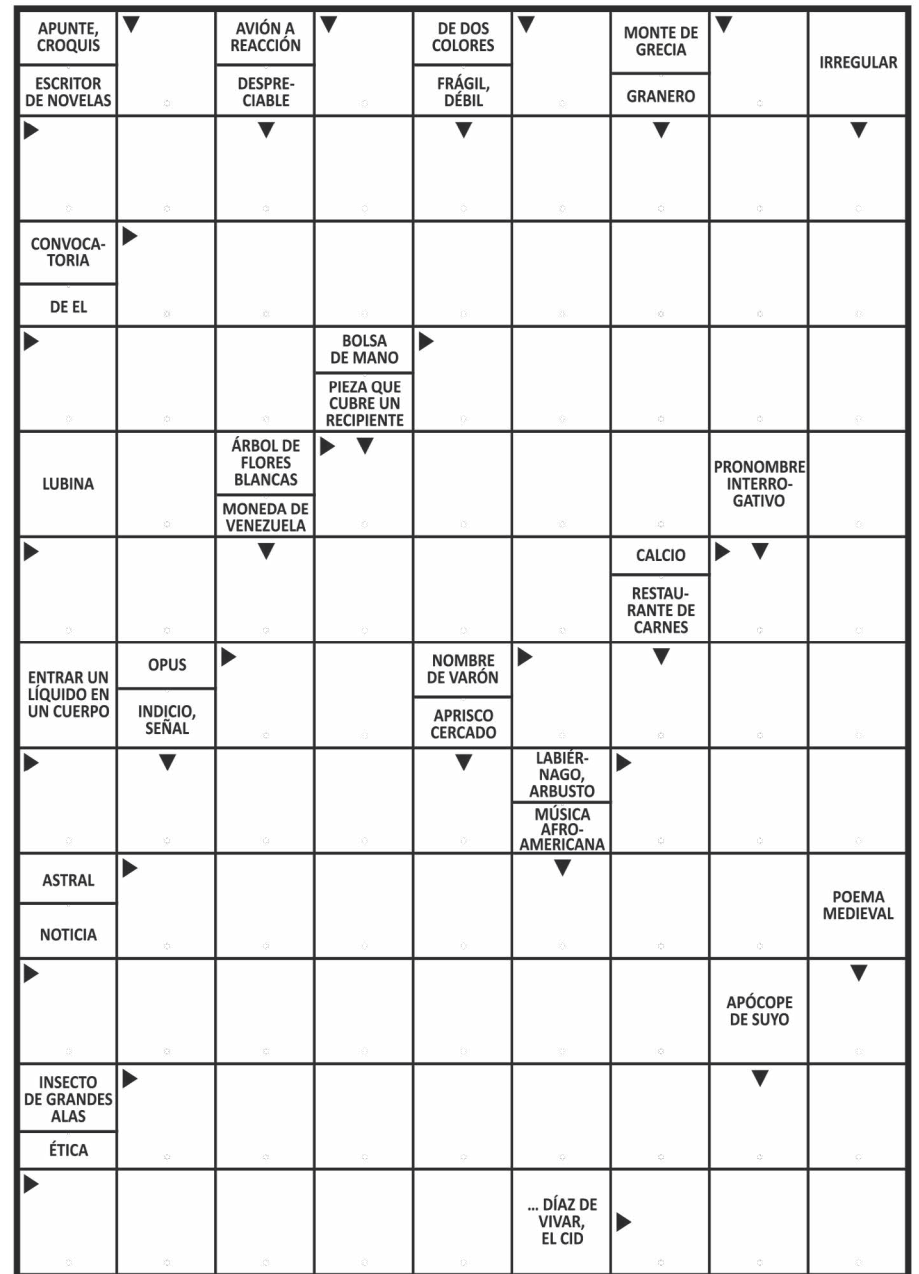 APUNTE,
CROQUIS
ESCRITOR
DE NOVELAS
AVIÓN A
REACCIÓN
DESPRE-
CIABLE
DE DOS
COLORES
FRÁGIL,
DÉBIL
MONTE DE
GRECIA
GRANERO
IRREGULAR
CONVOCA-
TORIA
DE EL
BOLSA
DE MANO
PIEZA QUE
CUBRE UN
RECIPIENTE
LUBINA
ÁRBOL DE
FLORES
BLANCAS
MONEDA DE
VENEZUELA
PRONOMBRE
INTERRO-
GATIVO
CALCIO
RESTAU-
RANTE DE
CARNES
ENTRAR UN
LÍQUIDO EN
UN CUERPO
OPUS
INDICIO,
SEÑAL
NOMBRE
DE VARÓN
APRISCO
CERCADO
LABIÉR-
NAGO,
ARBUSTO
MÚSICA
AFRO-
AMERICANA
ASTRAL
NOTICIA
POEMA
MEDIEVAL
APÓCOPE
DE SUYO
INSECTO
DE GRANDES
ALAS
ÉTICA
... DÍAZ DE
VIVAR,
EL CID